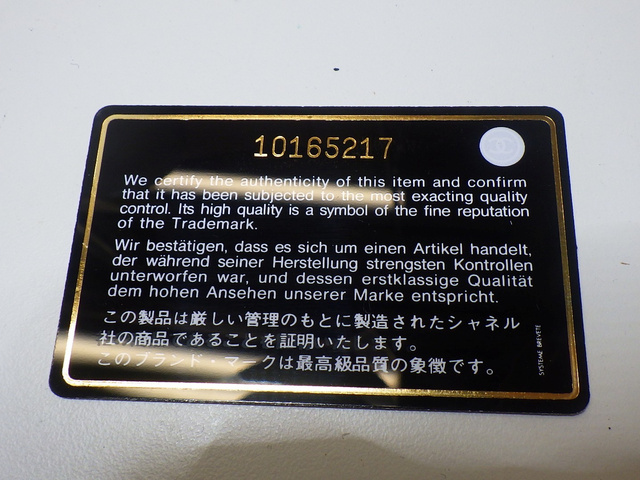 10165217
We certify the authenticity of this item and confirm
that it has been subjected to the most exacting quality
control. Its high quality is a symbol of the fine reputation
of the Trademark.
Wir bestätigen, dass es sich um einen Artikel handelt,
der während seiner Herstellung strengsten Kontrollen
unterworfen war, und dessen erstklassige Qualität
dem hohen Ansehen unserer Marke entspricht.
この製品は厳しい管理のもとに製造されたシャネル
社の商品であることを証明いたします。
このブランド・マークは最高級品質の象徴です。
SYSTEME BREVETE